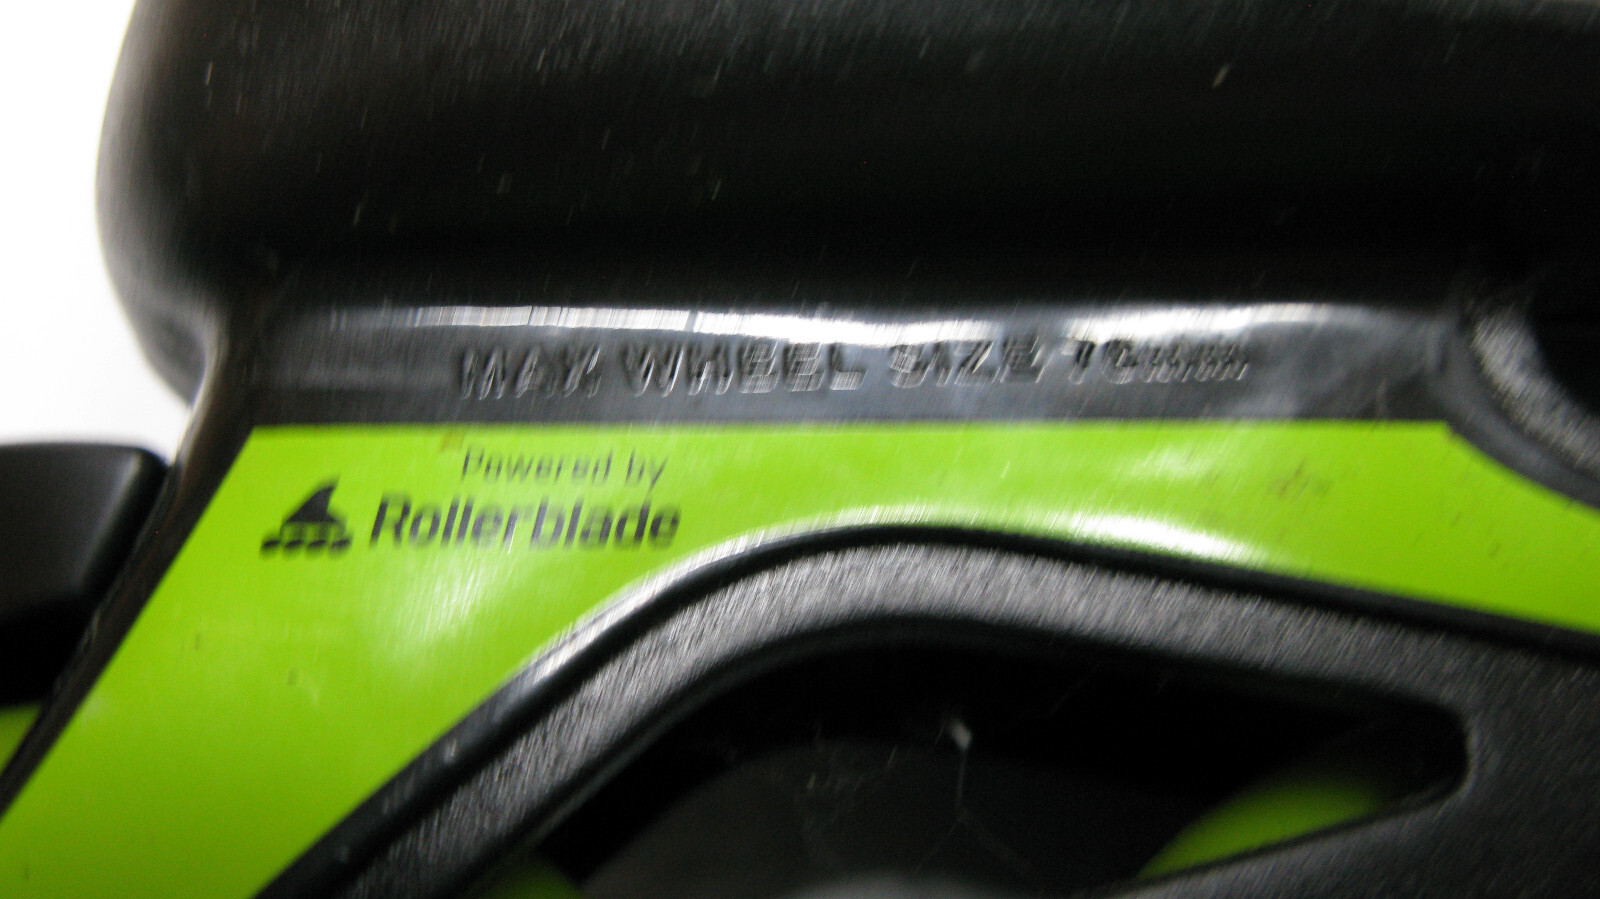 MAX WHEEL SIZE
Powered by
Rollerblade